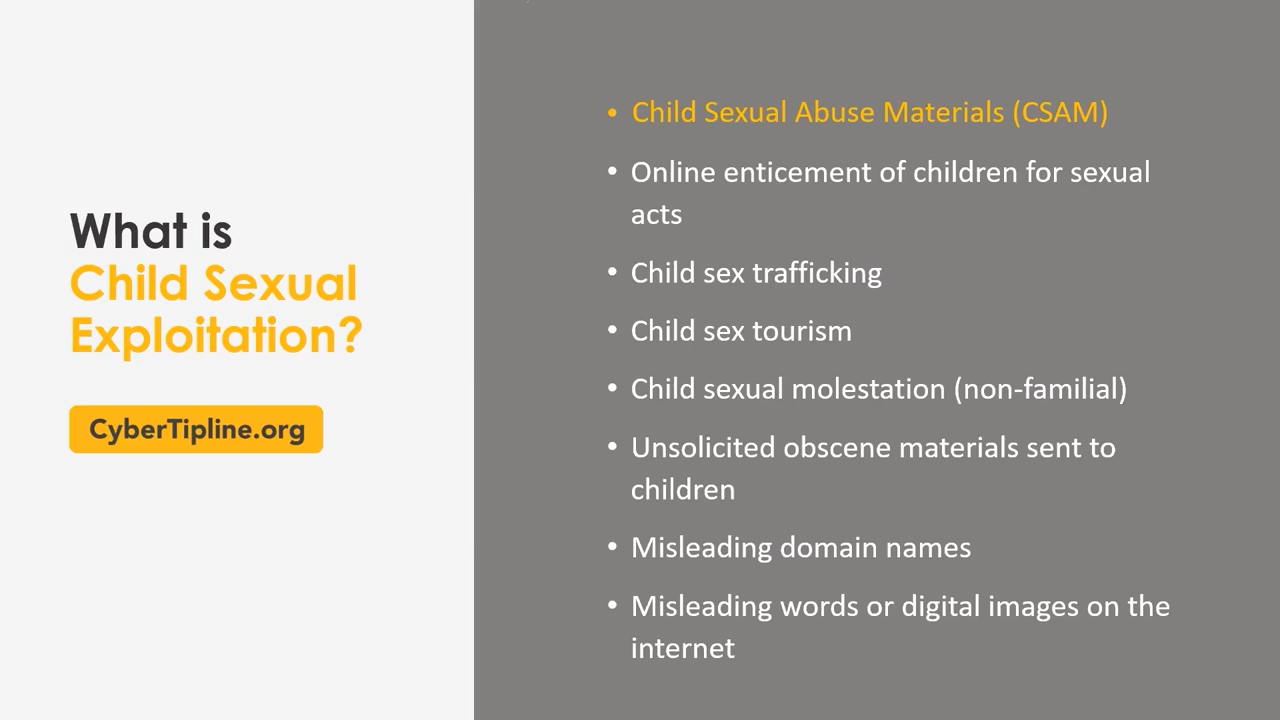 What is
Child Sexual
Exploitation?
CyberTipline.org
• Child Sexual Abuse Materials (CSAM)
• Online enticement of children for sexual
acts
• Child sex trafficking
• Child sex tourism
• Child sexual molestation (non-familial)
• Unsolicited obscene materials sent to
children
• Misleading domain names
• Misleading words or digital images on the
internet